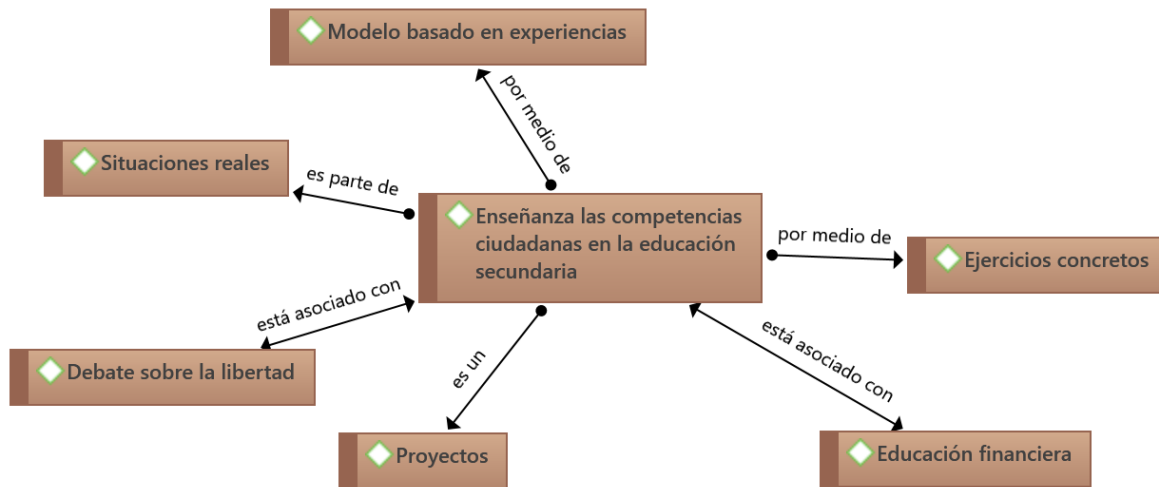 Modelo basado en experiencias
por medio de
Situaciones reales
es parte de
Enseñanza las competencias
ciudadanas en la educación
secundaria
por medio de
Ejercicios concretos
está asociado con
Debate sobre la libertad
es un
Proyectos
está asociado con
Educación financiera